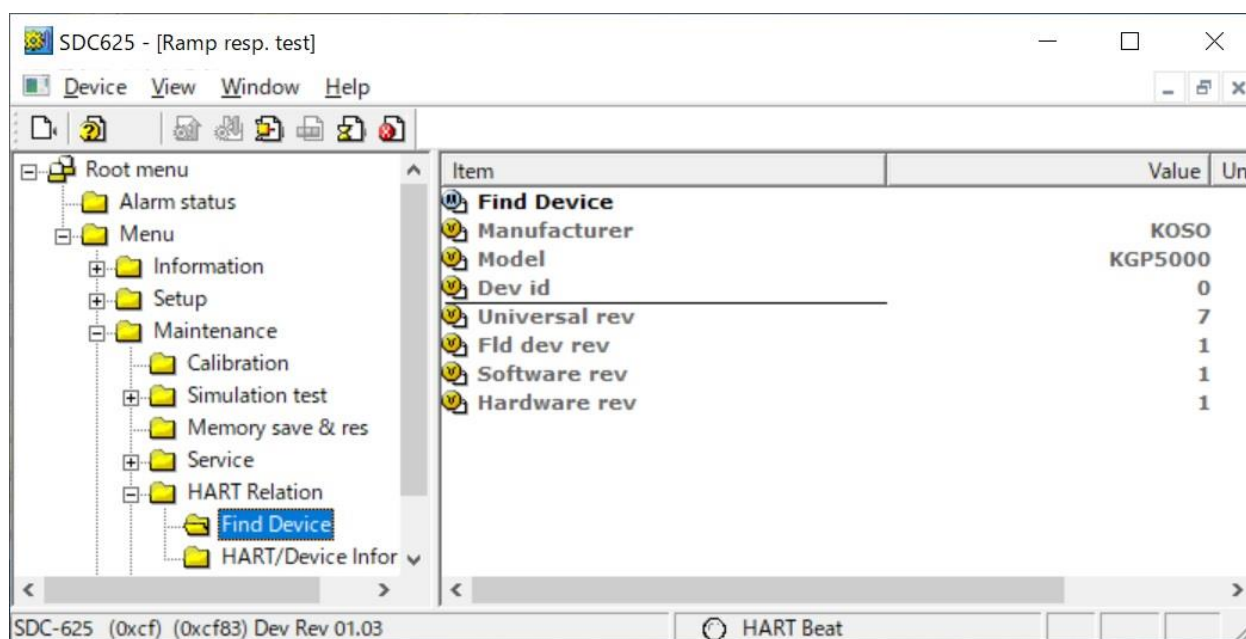 SDC625 - [Ramp resp. test]
Device View Window Help
Root menu
Alarm status
Menu
Information
Setup
Maintenance
Calibration
Simulation test
Memory save & res
Service
HART Relation
Find Device
HART/Device Infor
Item Value Un
Find Device
Manufacturer KOSO
Model KGP5000
Dev id 0
Universal rev 7
Fld dev rev 1
Software rev 1
Hardware rev 1
SDC-625 (0xcf) (0xcf83) Dev Rev 01.03 HART Beat